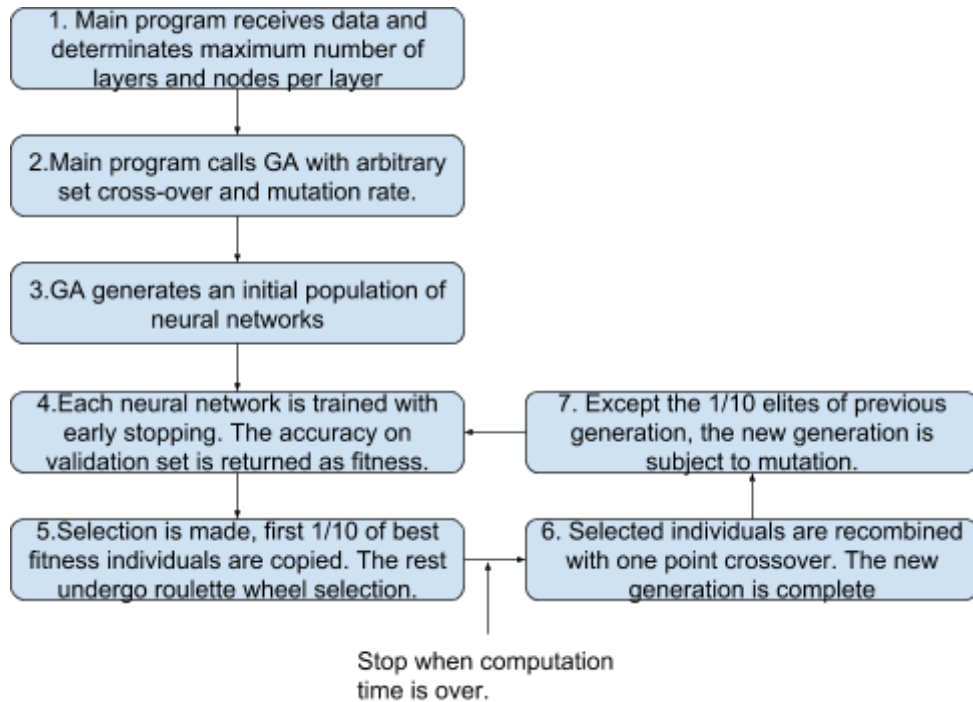 1. Main program receives data and
determinates maximum number of
layers and nodes per layer
2.Main program calls GA with arbitrary
set cross-over and mutation rate.
3.GA generates an initial population of
neural networks
4.Each neural network is trained with
early stopping. The accuracy on
validation set is returned as fitness.
5.Selection is made, first 1/10 of best
fitness individuals are copied. The rest
undergo roulette wheel selection.
6. Selected individuals are recombined
with one point crossover. The new
generation is complete
7. Except the 1/10 elites of previous
generation, the new generation is
subject to mutation.
Stop when computation
time is over.